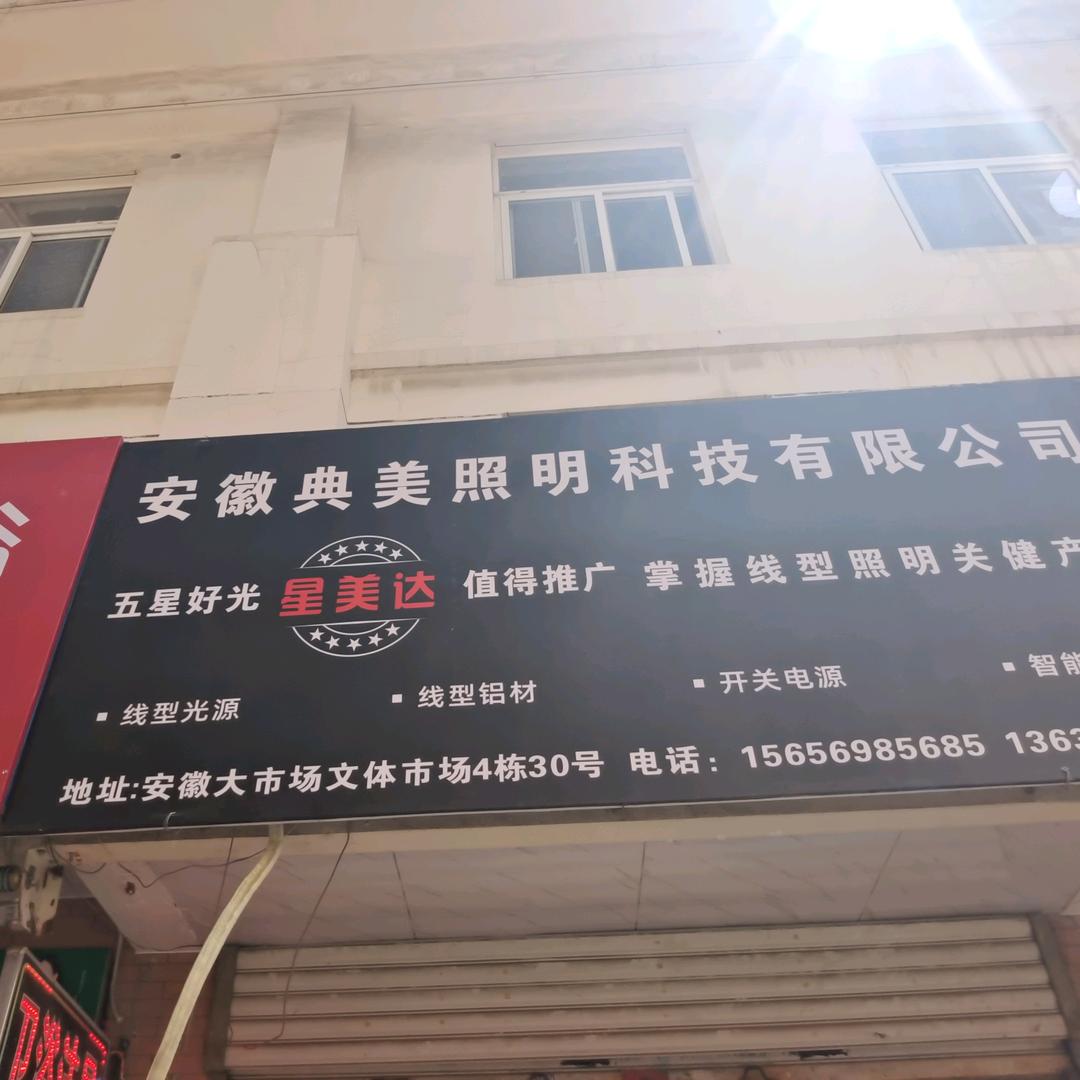 安徽典美照明科技有限公司
五星好光 星美达 值得推广 掌握线型照明关健产
▪ 线型光源 ▪ 线型铝材 ▪ 开关电源 ▪ 智能
地址:安徽大市场文体市场4栋30号 电话：15656985685 1363